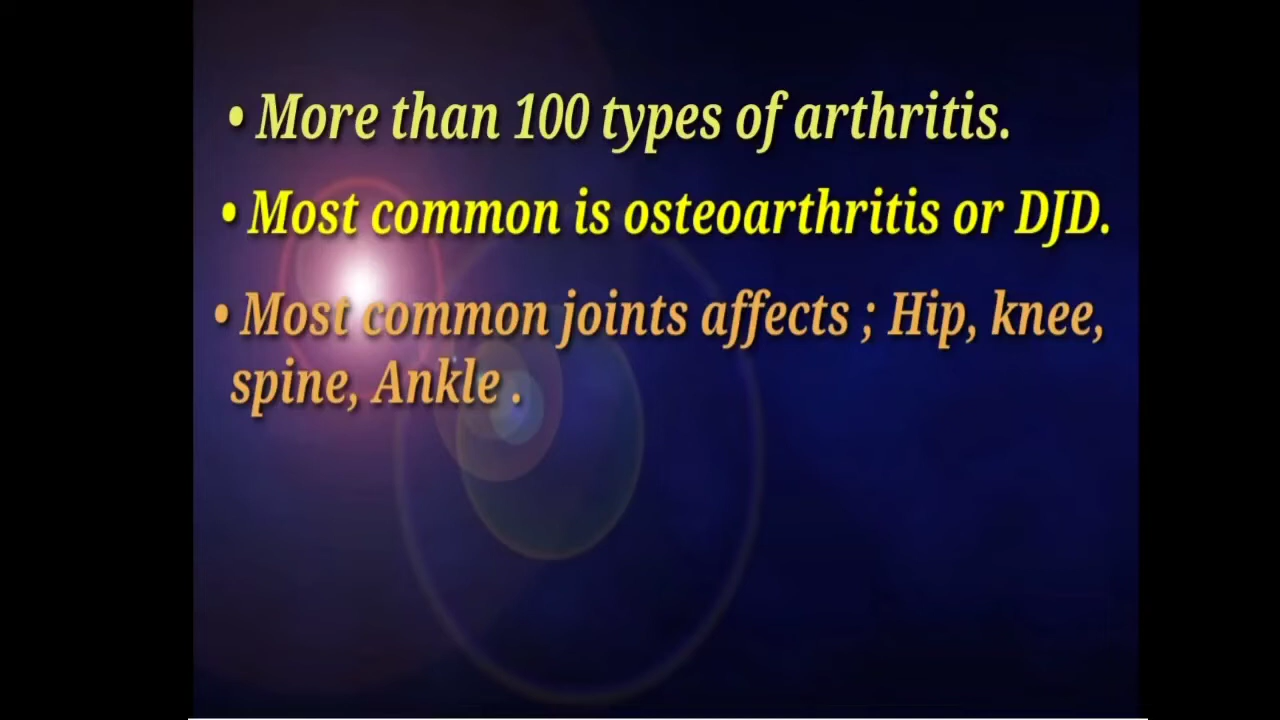 • More than 100 types of arthritis.
• Most common is osteoarthritis or DJD.
• Most common joints affects ; Hip, knee,
spine, Ankle .